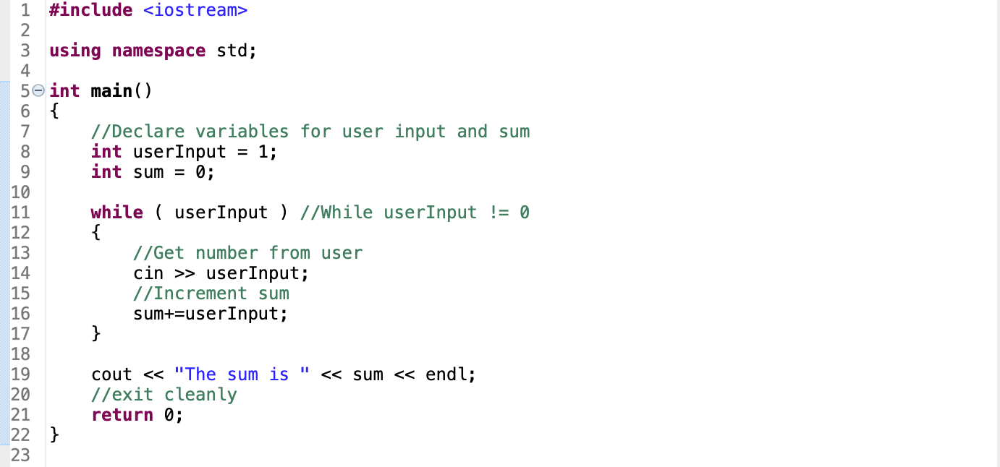 1 #include <iostream>
2
3 using namespace std;
4
5 int main()
6 {
7     //Declare variables for user input and sum
8     int userInput = 1;
9     int sum = 0;
10
11     while ( userInput ) //While userInput != 0
12     {
13         //Get number from user
14         cin >> userInput;
15         //Increment sum
16         sum+=userInput;
17     }
18
19     cout << "The sum is " << sum << endl;
20     //exit cleanly
21     return 0;
22 }
23